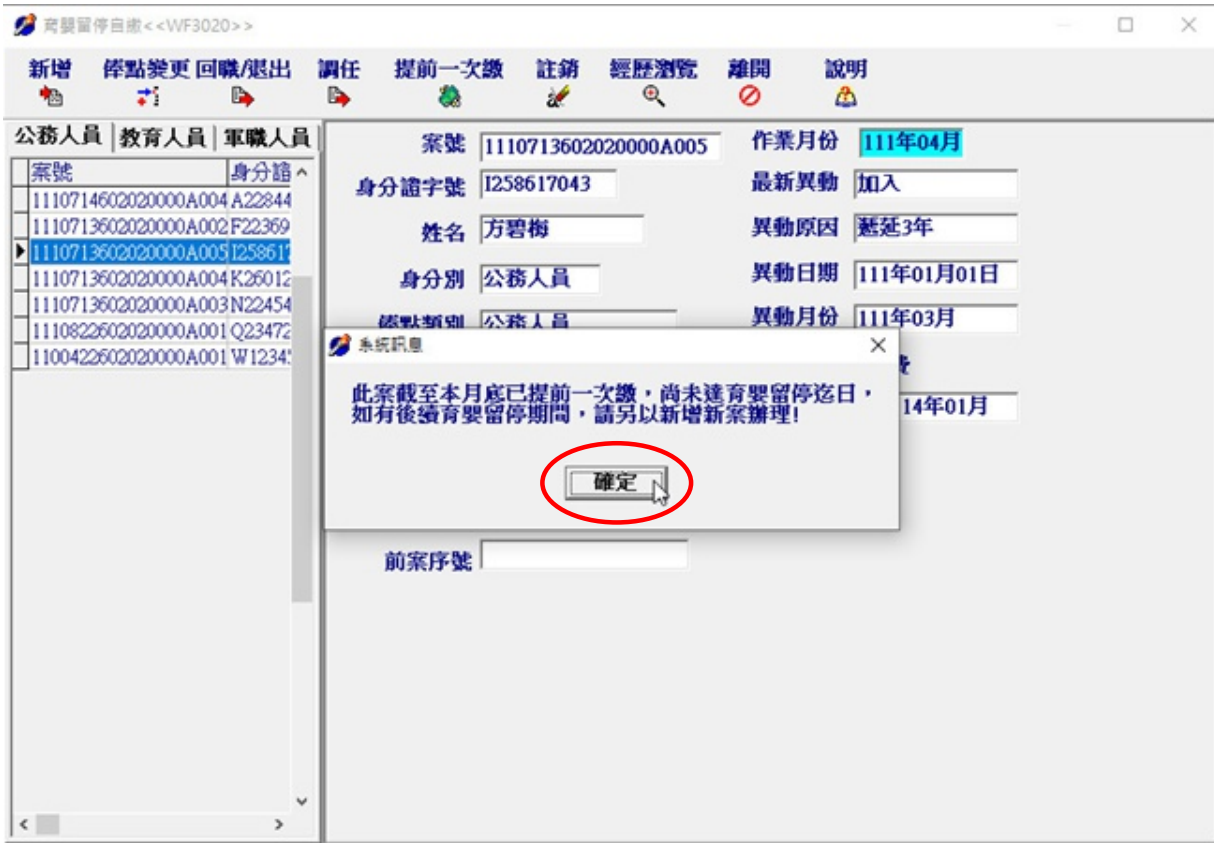 育嬰留停自繳<<WF3020>>
新增 俸點變更 回職/退出 調任 提前一次繳 註銷 經歷瀏覽 離開 說明
公務人員 教育人員 軍職人員
案號 身分證
1110714602020000A004 A22844
1110713602020000A002 F22369
1110713602020000A005 I25861
1110713602020000A004 K26012
1110713602020000A003 N22454
1110822602020000A001 Q23472
1100422602020000A001 W1234
案號 1110713602020000A005 作業月份 111年04月
身分證字號 I258617043 最新異動 加入
姓名 方碧梅 異動原因 遞延3年
身分別 公務人員 異動日期 111年01月01日
俸點類別 公務人員 異動月份 111年03月
系統訊息
此案截至本月底已提前一次繳，尚未達育嬰留停迄日，
如有後續育嬰留停期間，請另以新增新案辦理!
確定
14年01月
前案序號